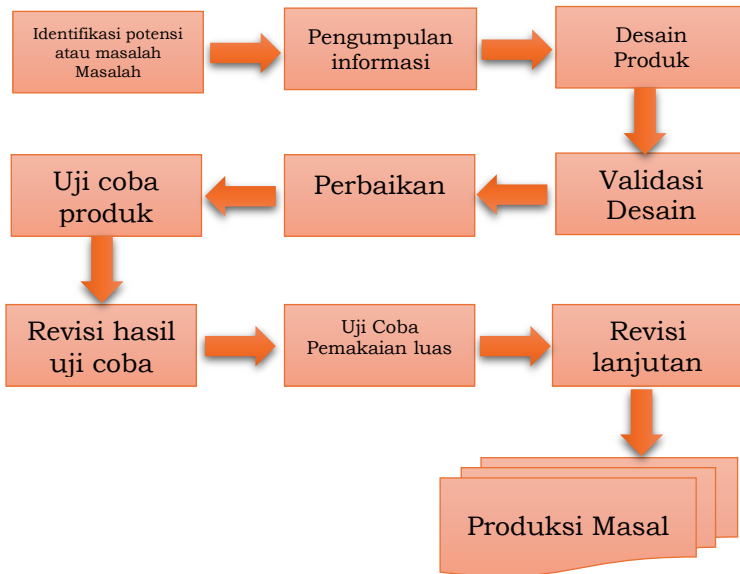 Identifikasi potensi
atau masalah
Masalah
Pengumpulan
informasi
Desain
Produk
Validasi
Desain
Perbaikan
Uji coba
produk
Revisi hasil
uji coba
Uji Coba
Pemakaian luas
Revisi
lanjutan
Produksi Masal